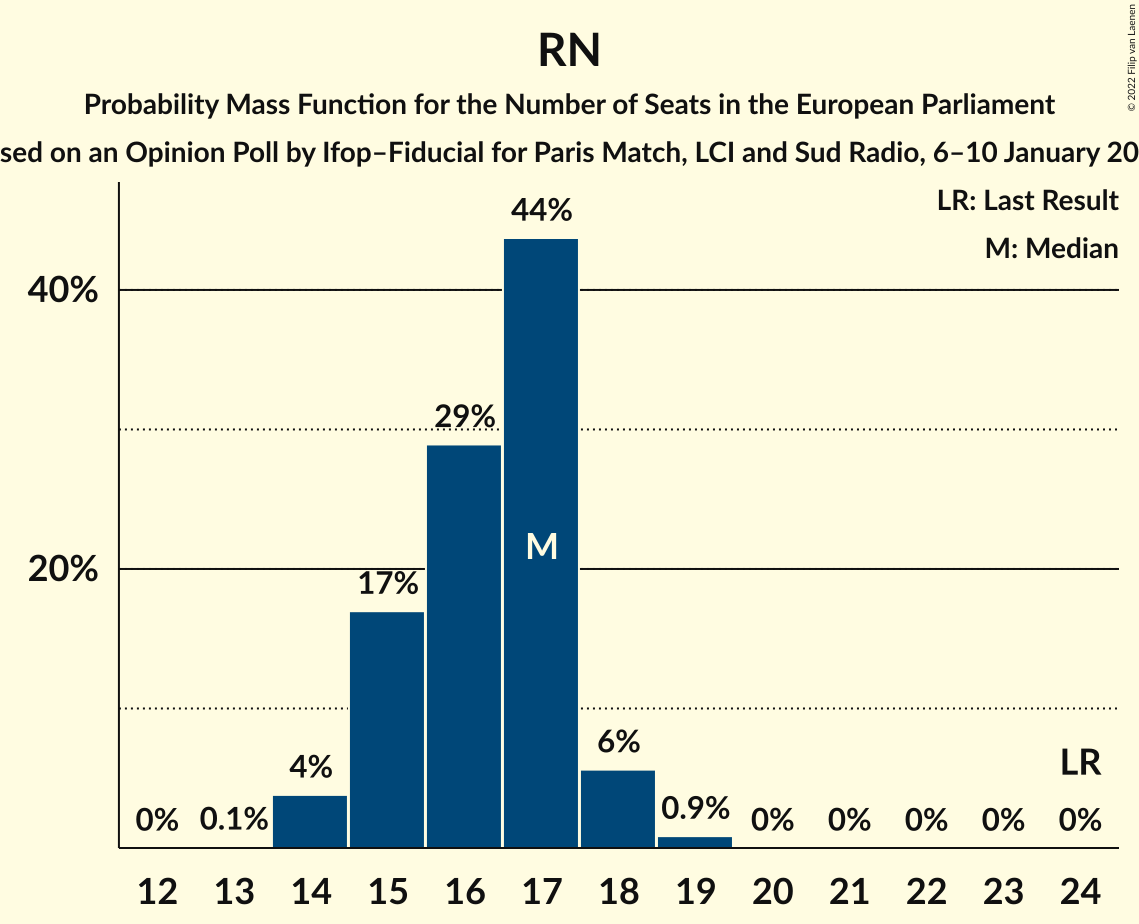 RN
Probability Mass Function for the Number of Seats in the European Parliament
sed on an Opinion Poll by Ifop–Fiducial for Paris Match, LCI and Sud Radio, 6–10 January 20
© 2022 Filip van Laenen
LR: Last Result
M: Median
44%
40%
29%
M
20%
17%
6%
4%
LR
0% 0.1% 0.9% 0% 0% 0% 0% 0%
12 13 14 15 16 17 18 19 20 21 22 23 24